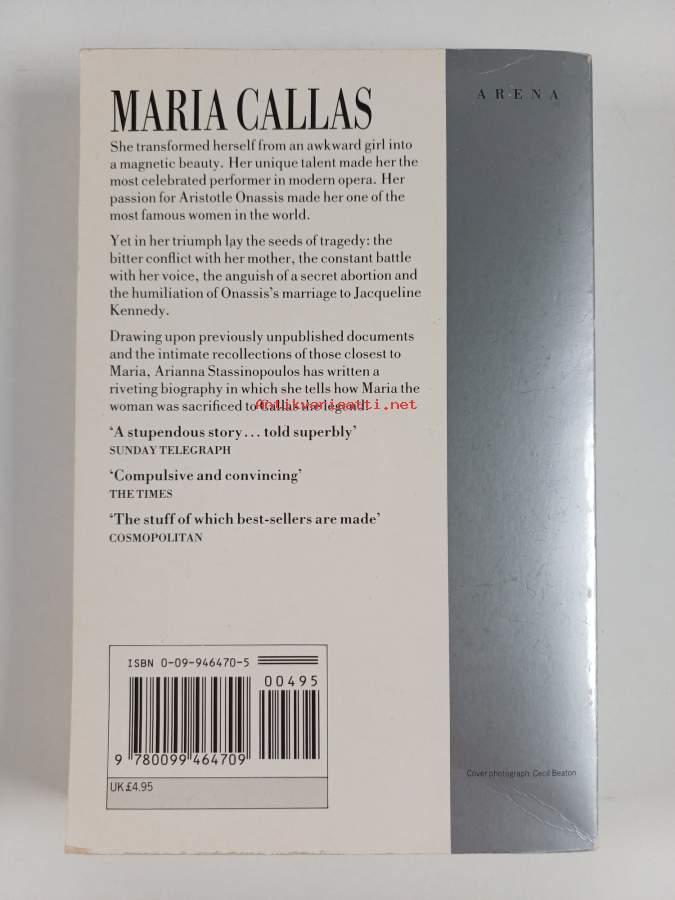 ARENA
MARIA CALLAS
She transformed herself from an awkward girl into
a magnetic beauty. Her unique talent made her the
most celebrated performer in modern opera. Her
passion for Aristotle Onassis made her one of the
most famous women in the world.
Yet in her triumph lay the seeds of tragedy: the
bitter conflict with her mother, the constant battle
with her voice, the anguish of a secret abortion and
the humiliation of Onassis's marriage to Jacqueline
Kennedy.
Drawing upon previously unpublished documents
and the intimate recollections of those closest to
Maria, Arianna Stassinopoulos has written a
riveting biography in which she tells how Maria the
woman was sacrificed to Callas the legend.
Antikvariaatti.net
‘A stupendous story... told superbly’
SUNDAY TELEGRAPH
‘Compulsive and convincing’
THE TIMES
‘The stuff of which best-sellers are made’
COSMOPOLITAN
ISBN 0-09-946470-5
00495
9 780099 464709
UK £4.95
Cover photograph: Cecil Beaton